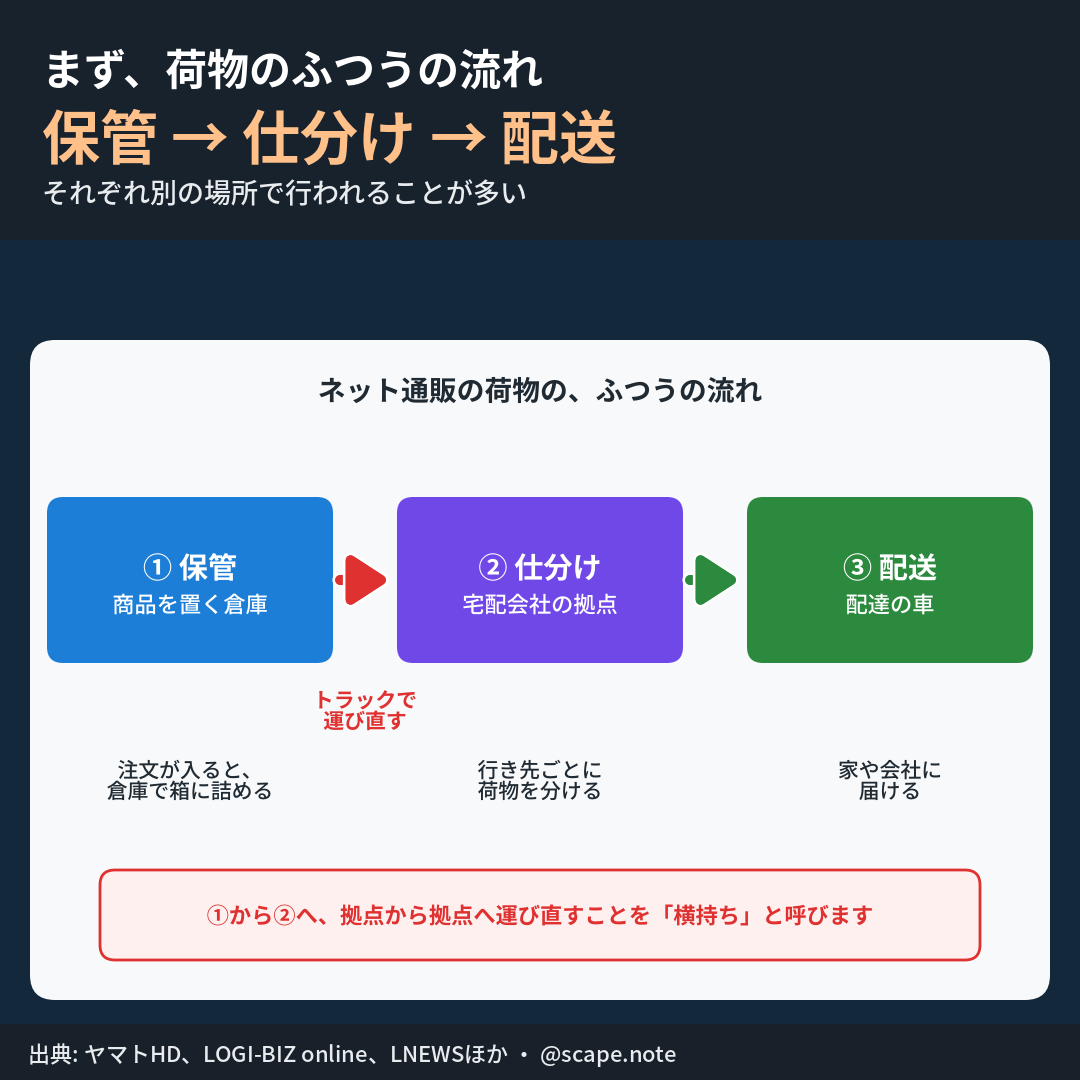 まず、荷物のふつうの流れ
保管 → 仕分け → 配送
それぞれ別の場所で行われることが多い
ネット通販の荷物の、ふつうの流れ
① 保管
商品を置く倉庫
② 仕分け
宅配会社の拠点
③ 配送
配達の車
トラックで
運び直す
注文が入ると、
倉庫で箱に詰める
行き先ごとに
荷物を分ける
家や会社に
届ける
①から②へ、拠点から拠点へ運び直すことを「横持ち」と呼びます
出典: ヤマトHD、LOGI-BIZ online、LNEWSほか ・ @scape.note